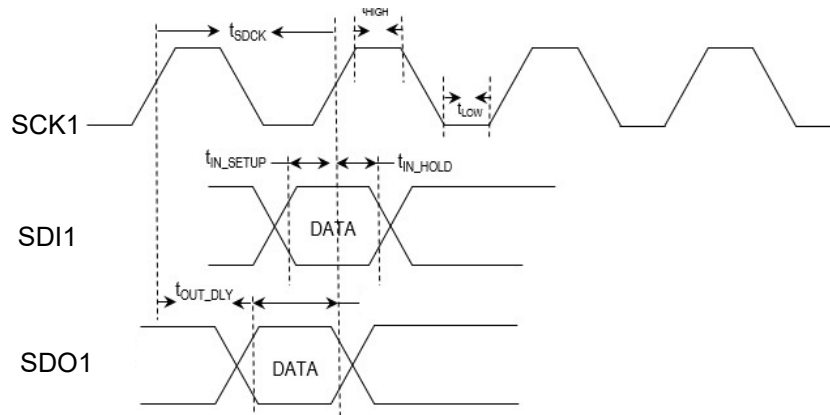 tSDCK
tHIGH
SCK1
tLOW
tIN_SETUP
tIN_HOLD
SDI1
DATA
tOUT_DLY
SDO1
DATA